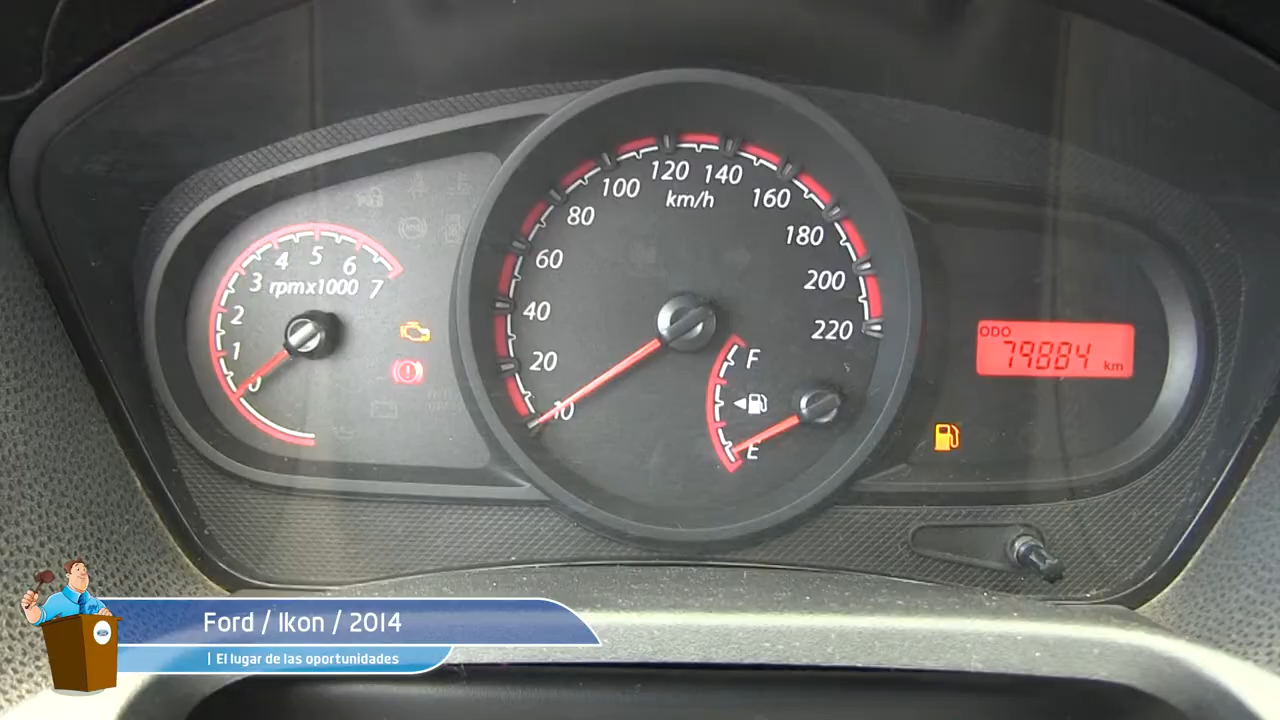 120 140
100 160
km/h
80 180
60 200
40 220
20
10
4 5 6
3 rpmx1000 7
2
1
0
F
E
ODO
79884 km
Ford / Ikon / 2014
| El lugar de las oportunidades